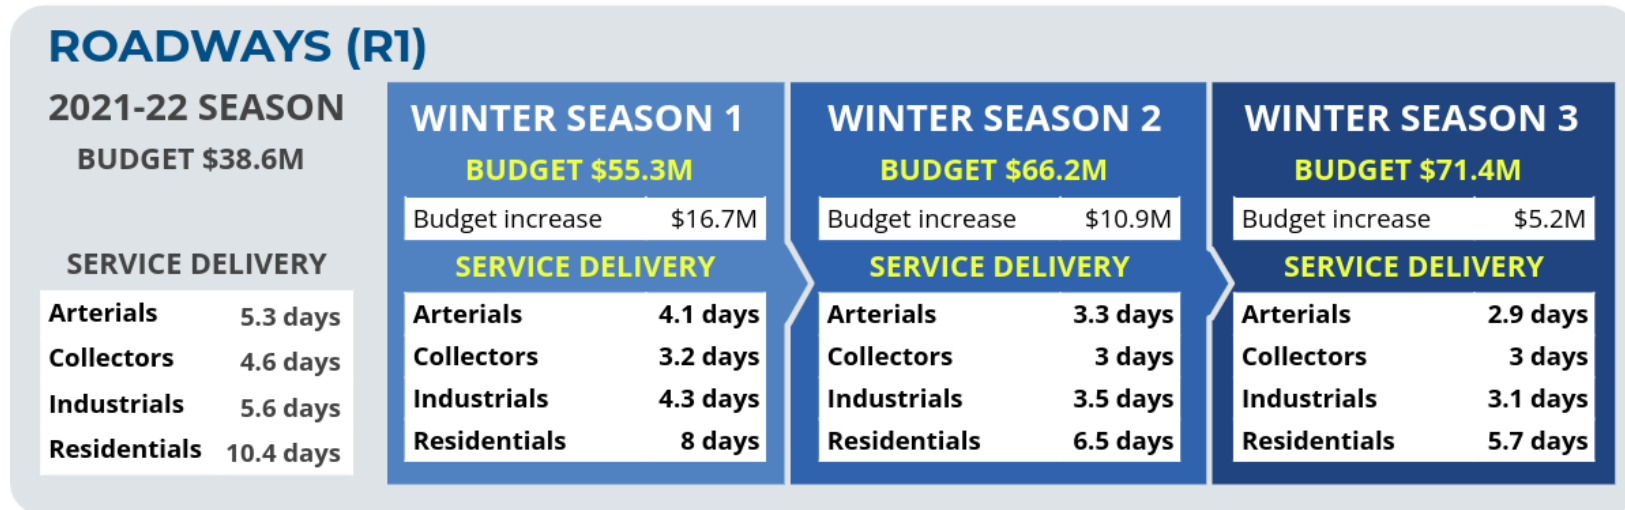 ROADWAYS (R1)
2021-22 SEASON
BUDGET $38.6M
SERVICE DELIVERY
Arterials 5.3 days
Collectors 4.6 days
Industrials 5.6 days
Residentials 10.4 days
WINTER SEASON 1
BUDGET $55.3M
Budget increase $16.7M
SERVICE DELIVERY
Arterials 4.1 days
Collectors 3.2 days
Industrials 4.3 days
Residentials 8 days
WINTER SEASON 2
BUDGET $66.2M
Budget increase $10.9M
SERVICE DELIVERY
Arterials 3.3 days
Collectors 3 days
Industrials 3.5 days
Residentials 6.5 days
WINTER SEASON 3
BUDGET $71.4M
Budget increase $5.2M
SERVICE DELIVERY
Arterials 2.9 days
Collectors 3 days
Industrials 3.1 days
Residentials 5.7 days